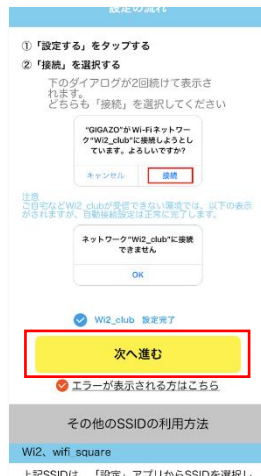 設定の流れ
①「設定する」をタップする
②「接続」を選択する
下のダイアログが2回続けて表示さ
れます。
どちらも「接続」を選択してください
"GIGAZO"がWi-Fiネットワー
ク"Wi2_club"に接続しようとし
ています。よろしいですか?
キャンセル 接続
注意
ご自宅などWi2_clubが受信できない環境では、以下の表示
がされますが、自動接続設定は正常に完了します。
ネットワーク"Wi2_club"に接続
できません
OK
Wi2_club 設定完了
次へ進む
エラーが表示される方はこちら
その他のSSIDの利用方法
Wi2、wifi_square
上記SSIDは、「設定」アプリからSSIDを選択し